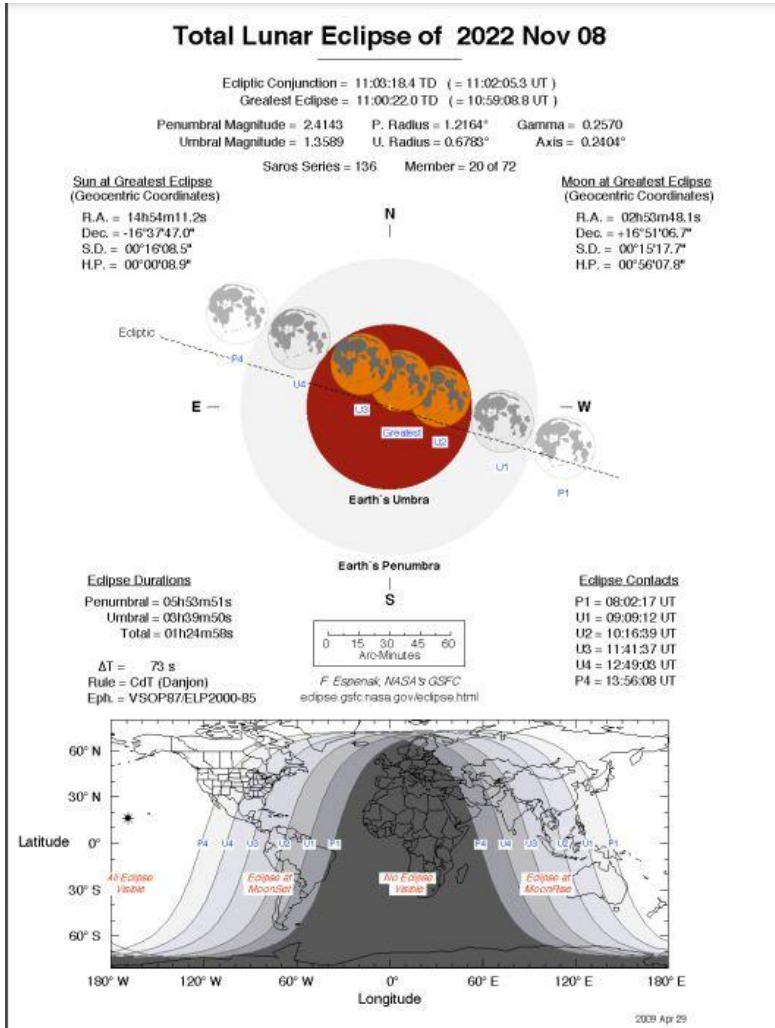 Total Lunar Eclipse of 2022 Nov 08
Ecliptic Conjunction = 11:03:18.4 TD ( = 11:02:05.3 UT )
Greatest Eclipse = 11:00:22.0 TD ( = 10:59:08.8 UT )
Penumbral Magnitude = 2.4143 P. Radius = 1.2164° Gamma = 0.2570
Umbral Magnitude = 1.3589 U. Radius = 0.6783° Axis = 0.2404°
Saros Series = 136 Member = 20 of 72
Sun at Greatest Eclipse
(Geocentric Coordinates)
R.A. = 14h54m11.2s
Dec. = -16°37'47.0"
S.D. = 00°16'08.5"
H.P. = 00°00'08.9"
Moon at Greatest Eclipse
(Geocentric Coordinates)
R.A. = 02h53m48.1s
Dec. = +16°51'06.7"
S.D. = 00°15'17.7"
H.P. = 00°56'07.8"
N
Ecliptic
P4
U4
U3
Greatest
U2
U1
P1
E
W
Earth's Umbra
Earth's Penumbra
S
Eclipse Durations
Penumbral = 05h53m51s
Umbral = 03h39m50s
Total = 01h24m58s
ΔT = 73 s
Rule = CdT (Danjon)
Eph. = VSOP87/ELP2000-85
0 15 30 45 60
Arc-Minutes
F. Espenak, NASA's GSFC
eclipse.gsfc.nasa.gov/eclipse.html
Eclipse Contacts
P1 = 08:02:17 UT
U1 = 09:09:12 UT
U2 = 10:16:39 UT
U3 = 11:41:37 UT
U4 = 12:49:03 UT
P4 = 13:56:08 UT
60° N
30° N
Latitude 0°
30° S
60° S
P4 U4 U3 U2 U1 P1 P4 U4 U3 U2 U1 P1
All Eclipse
Visible
Eclipse at
MoonSet
No Eclipse
Visible
Eclipse at
MoonRise
180° W 120° W 60° W 0° 60° E 120° E 180° E
Longitude
2009 Apr 29